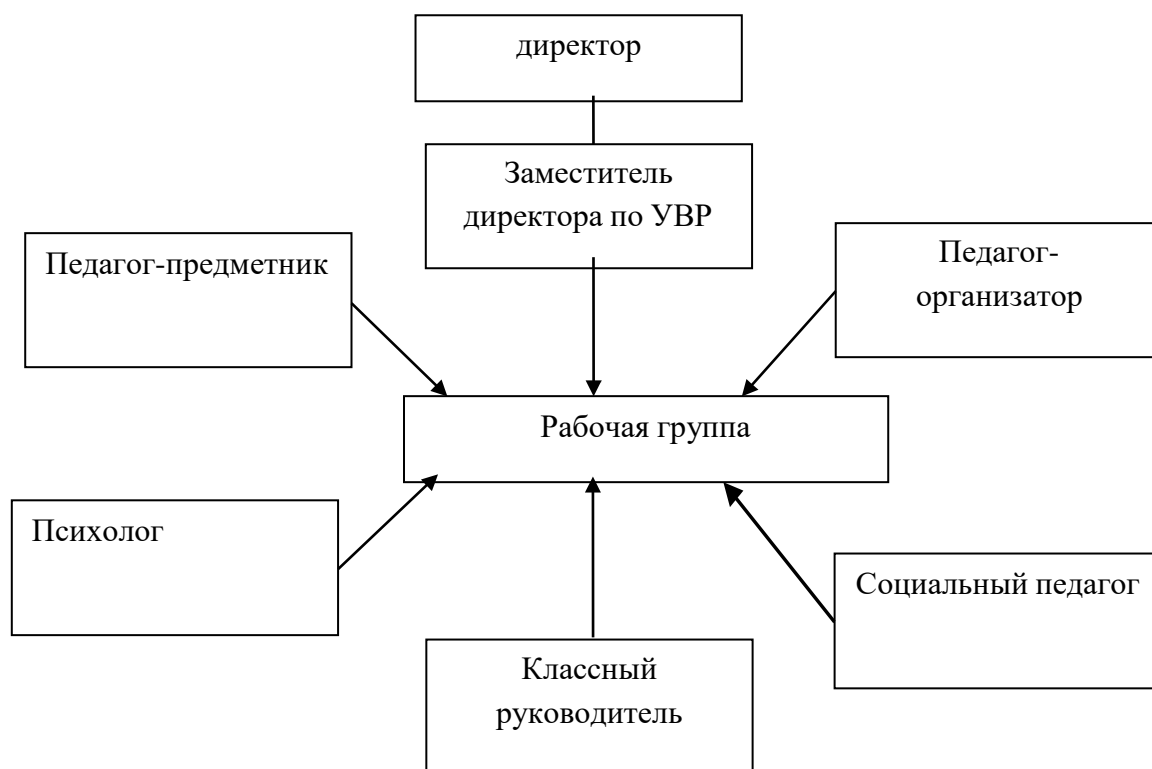 директор
Заместитель
директора по УВР
Педагог-предметник
Педагог-
организатор
Рабочая группа
Психолог
Социальный педагог
Классный
руководитель